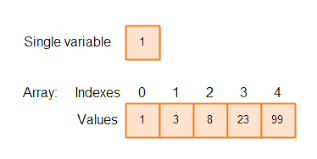 Single variable 1
Array: Indexes 0 1 2 3 4
Values 1 3 8 23 99